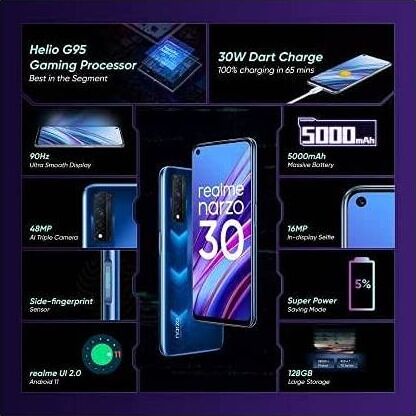 Helio G95
Gaming Processor
Best in the Segment
30W Dart Charge
100% charging in 65 mins
90Hz
Ultra Smooth Display
5000mAh
5000mAh
Massive Battery
realme
narzo
30
48MP
AI Triple Camera
16MP
In-display Selfie
narzo
Side-fingerprint
Sensor
5%
Super Power
Saving Mode
11
realme UI 2.0
Android 11
128GB
Large Storage